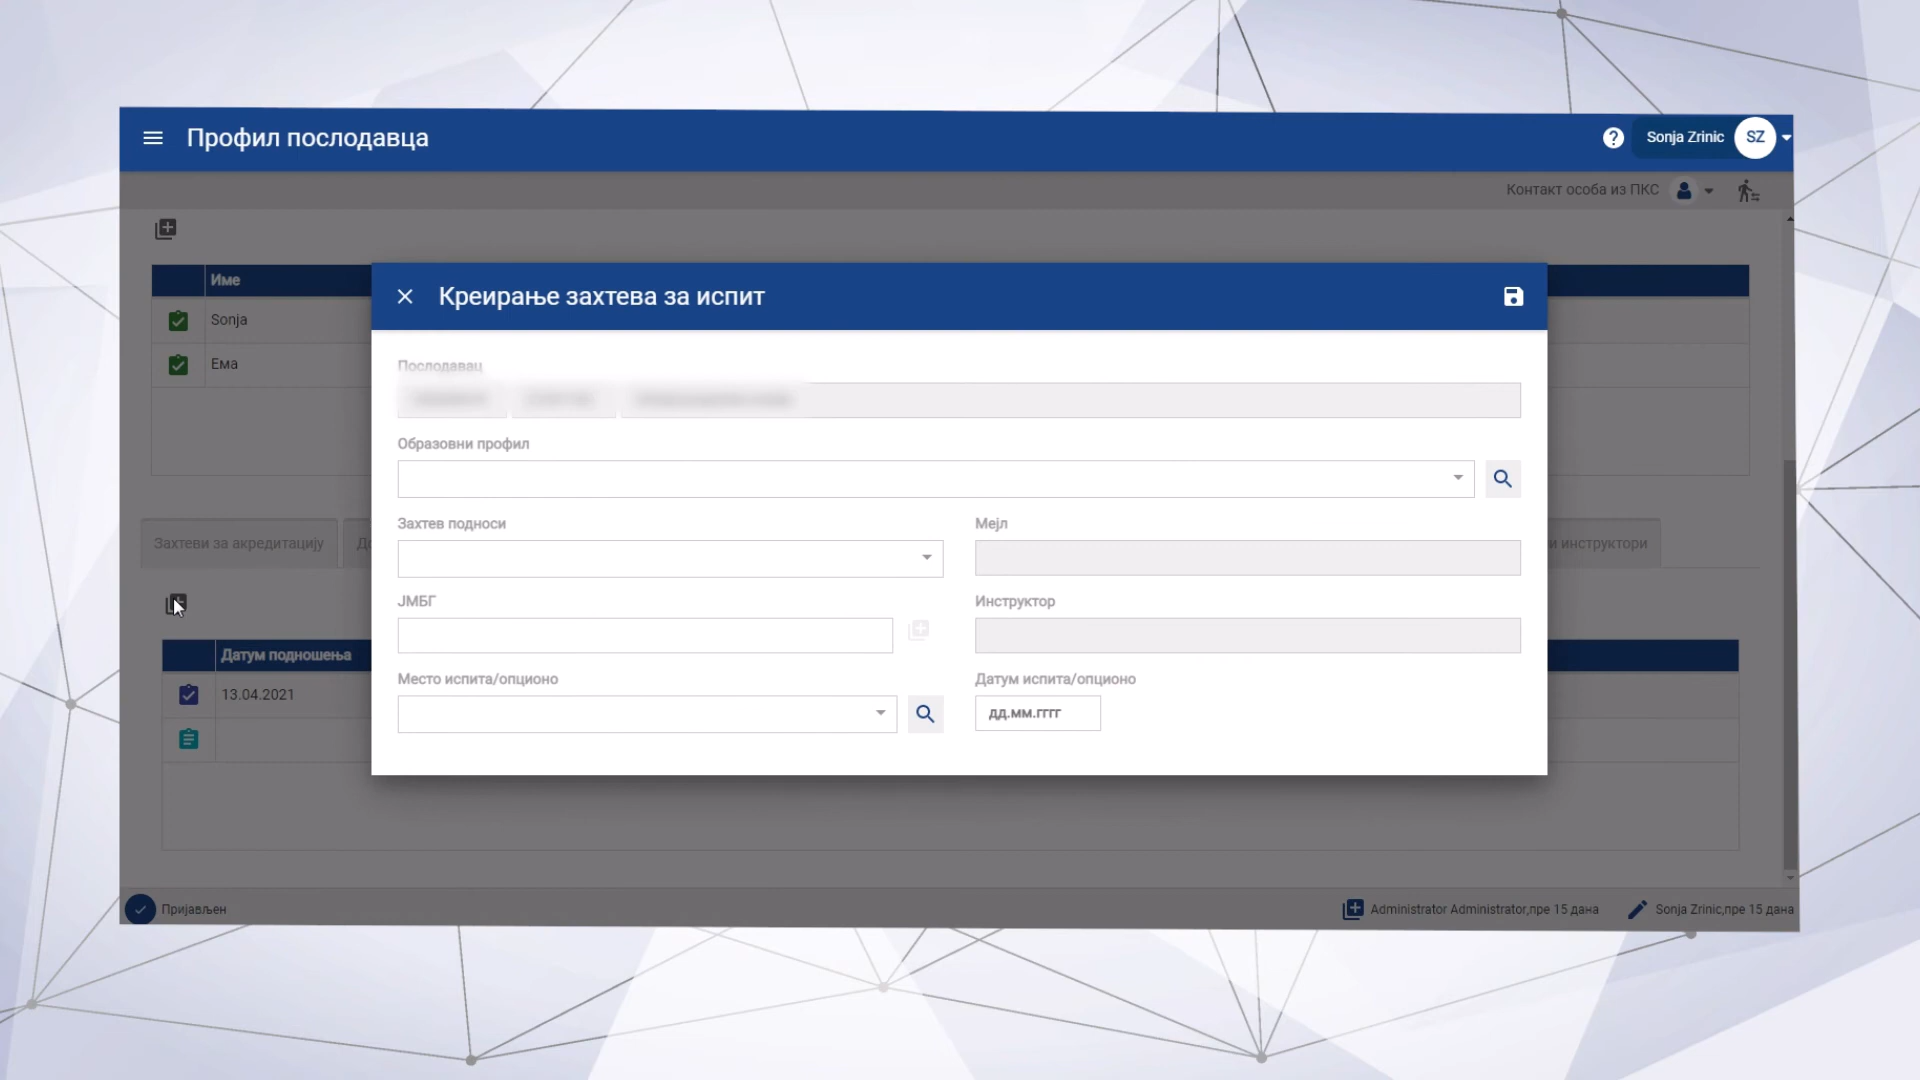 Профил послодавца
Sonja Zrinic SZ
Контакт особа из ПКС
Име
Sonja
Ема
Креирање захтева за испит
Послодавац
Образовни профил
Захтев подноси
Мејл
ЈМБГ
Инструктор
Место испита/опционо
Датум испита/опционо
дд.мм.гггг
Захтеви за акредитацију
инструктори
Датум подношења
13.04.2021
Пријављен
Administrator Administrator,пре 15 дана
Sonja Zrinic,пре 15 дана